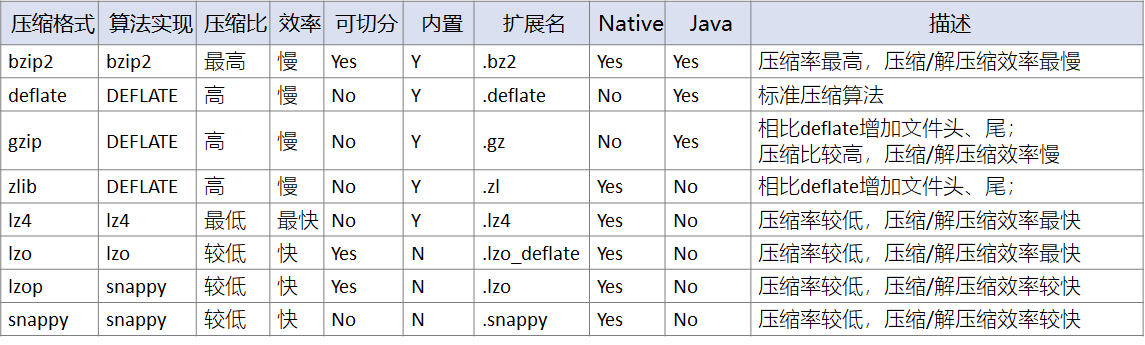 压缩格式 算法实现 压缩比 效率 可切分 内置 扩展名 Native Java 描述
bzip2 bzip2 最高 慢 Yes Y .bz2 Yes Yes 压缩率最高，压缩/解压缩效率最慢
deflate DEFLATE 高 慢 No Y .deflate No Yes 标准压缩算法
gzip DEFLATE 高 慢 No Y .gz No Yes 相比deflate增加文件头、尾；
压缩比较高，压缩/解压缩效率慢
zlib DEFLATE 高 慢 No Y .zl Yes No 相比deflate增加文件头、尾；
lz4 lz4 最低 最快 No Y .lz4 Yes No 压缩率较低，压缩/解压缩效率最快
lzo lzo 较低 快 Yes N .lzo_deflate Yes No 压缩率较低，压缩/解压缩效率最快
lzop snappy 较低 快 Yes N .lzo Yes No 压缩率较低，压缩/解压缩效率较快
snappy snappy 较低 快 No N .snappy Yes No 压缩率较低，压缩/解压缩效率较快